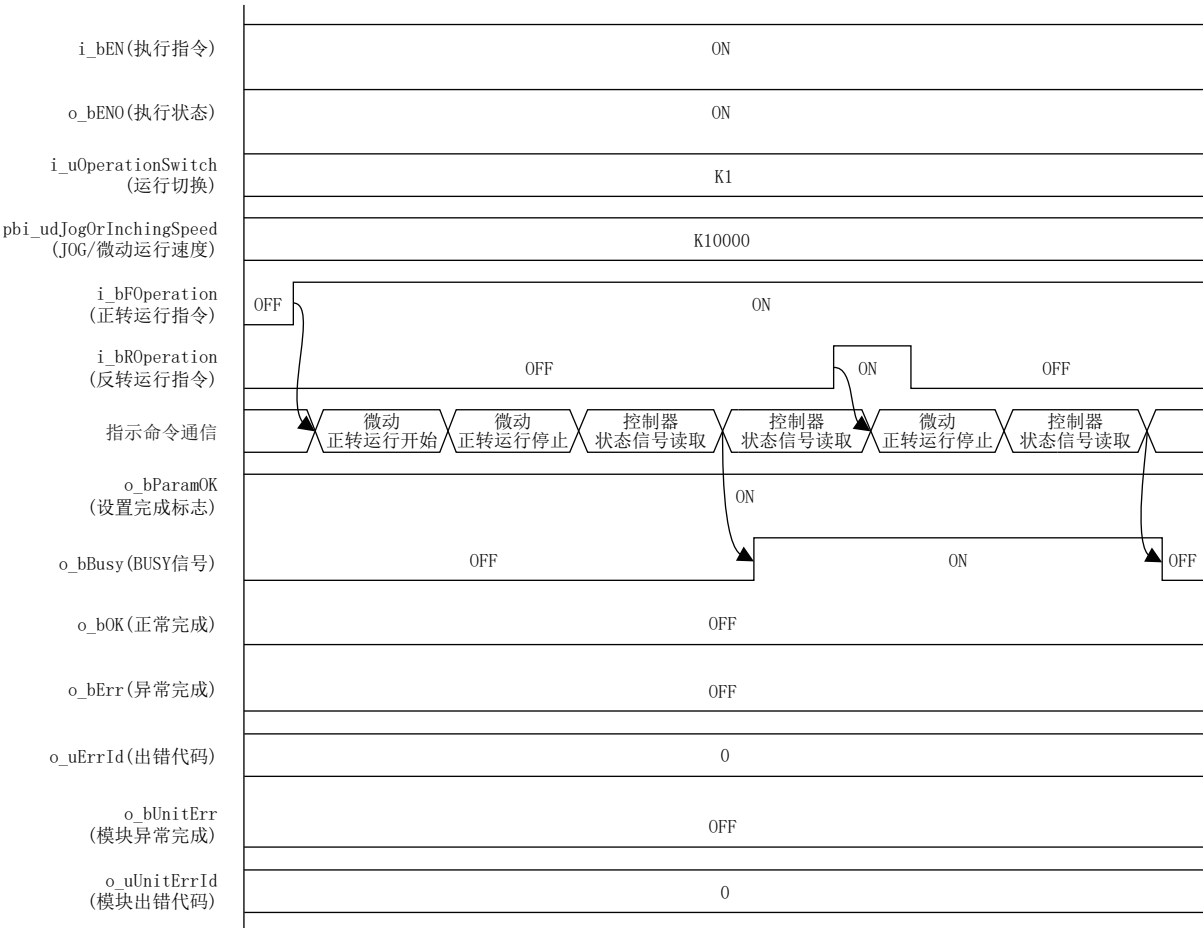 i_bEN(执行指令)
ON
o_bENO(执行状态)
ON
i_uOperationSwitch
(运行切换)
K1
pbi_udJogOrInchingSpeed
(JOG/微动运行速度)
K10000
i_bFOperation
(正转运行指令)
OFF
ON
i_bROperation
(反转运行指令)
OFF
ON
OFF
指示命令通信
微动
正转运行开始
微动
正转运行停止
控制器
状态信号读取
控制器
状态信号读取
微动
正转运行停止
控制器
状态信号读取
o_bParamOK
(设置完成标志)
ON
o_bBusy(BUSY信号)
OFF
ON
OFF
o_bOK(正常完成)
OFF
o_bErr(异常完成)
OFF
o_uErrId(出错代码)
0
o_bUnitErr
(模块异常完成)
OFF
o_uUnitErrId
(模块出错代码)
0